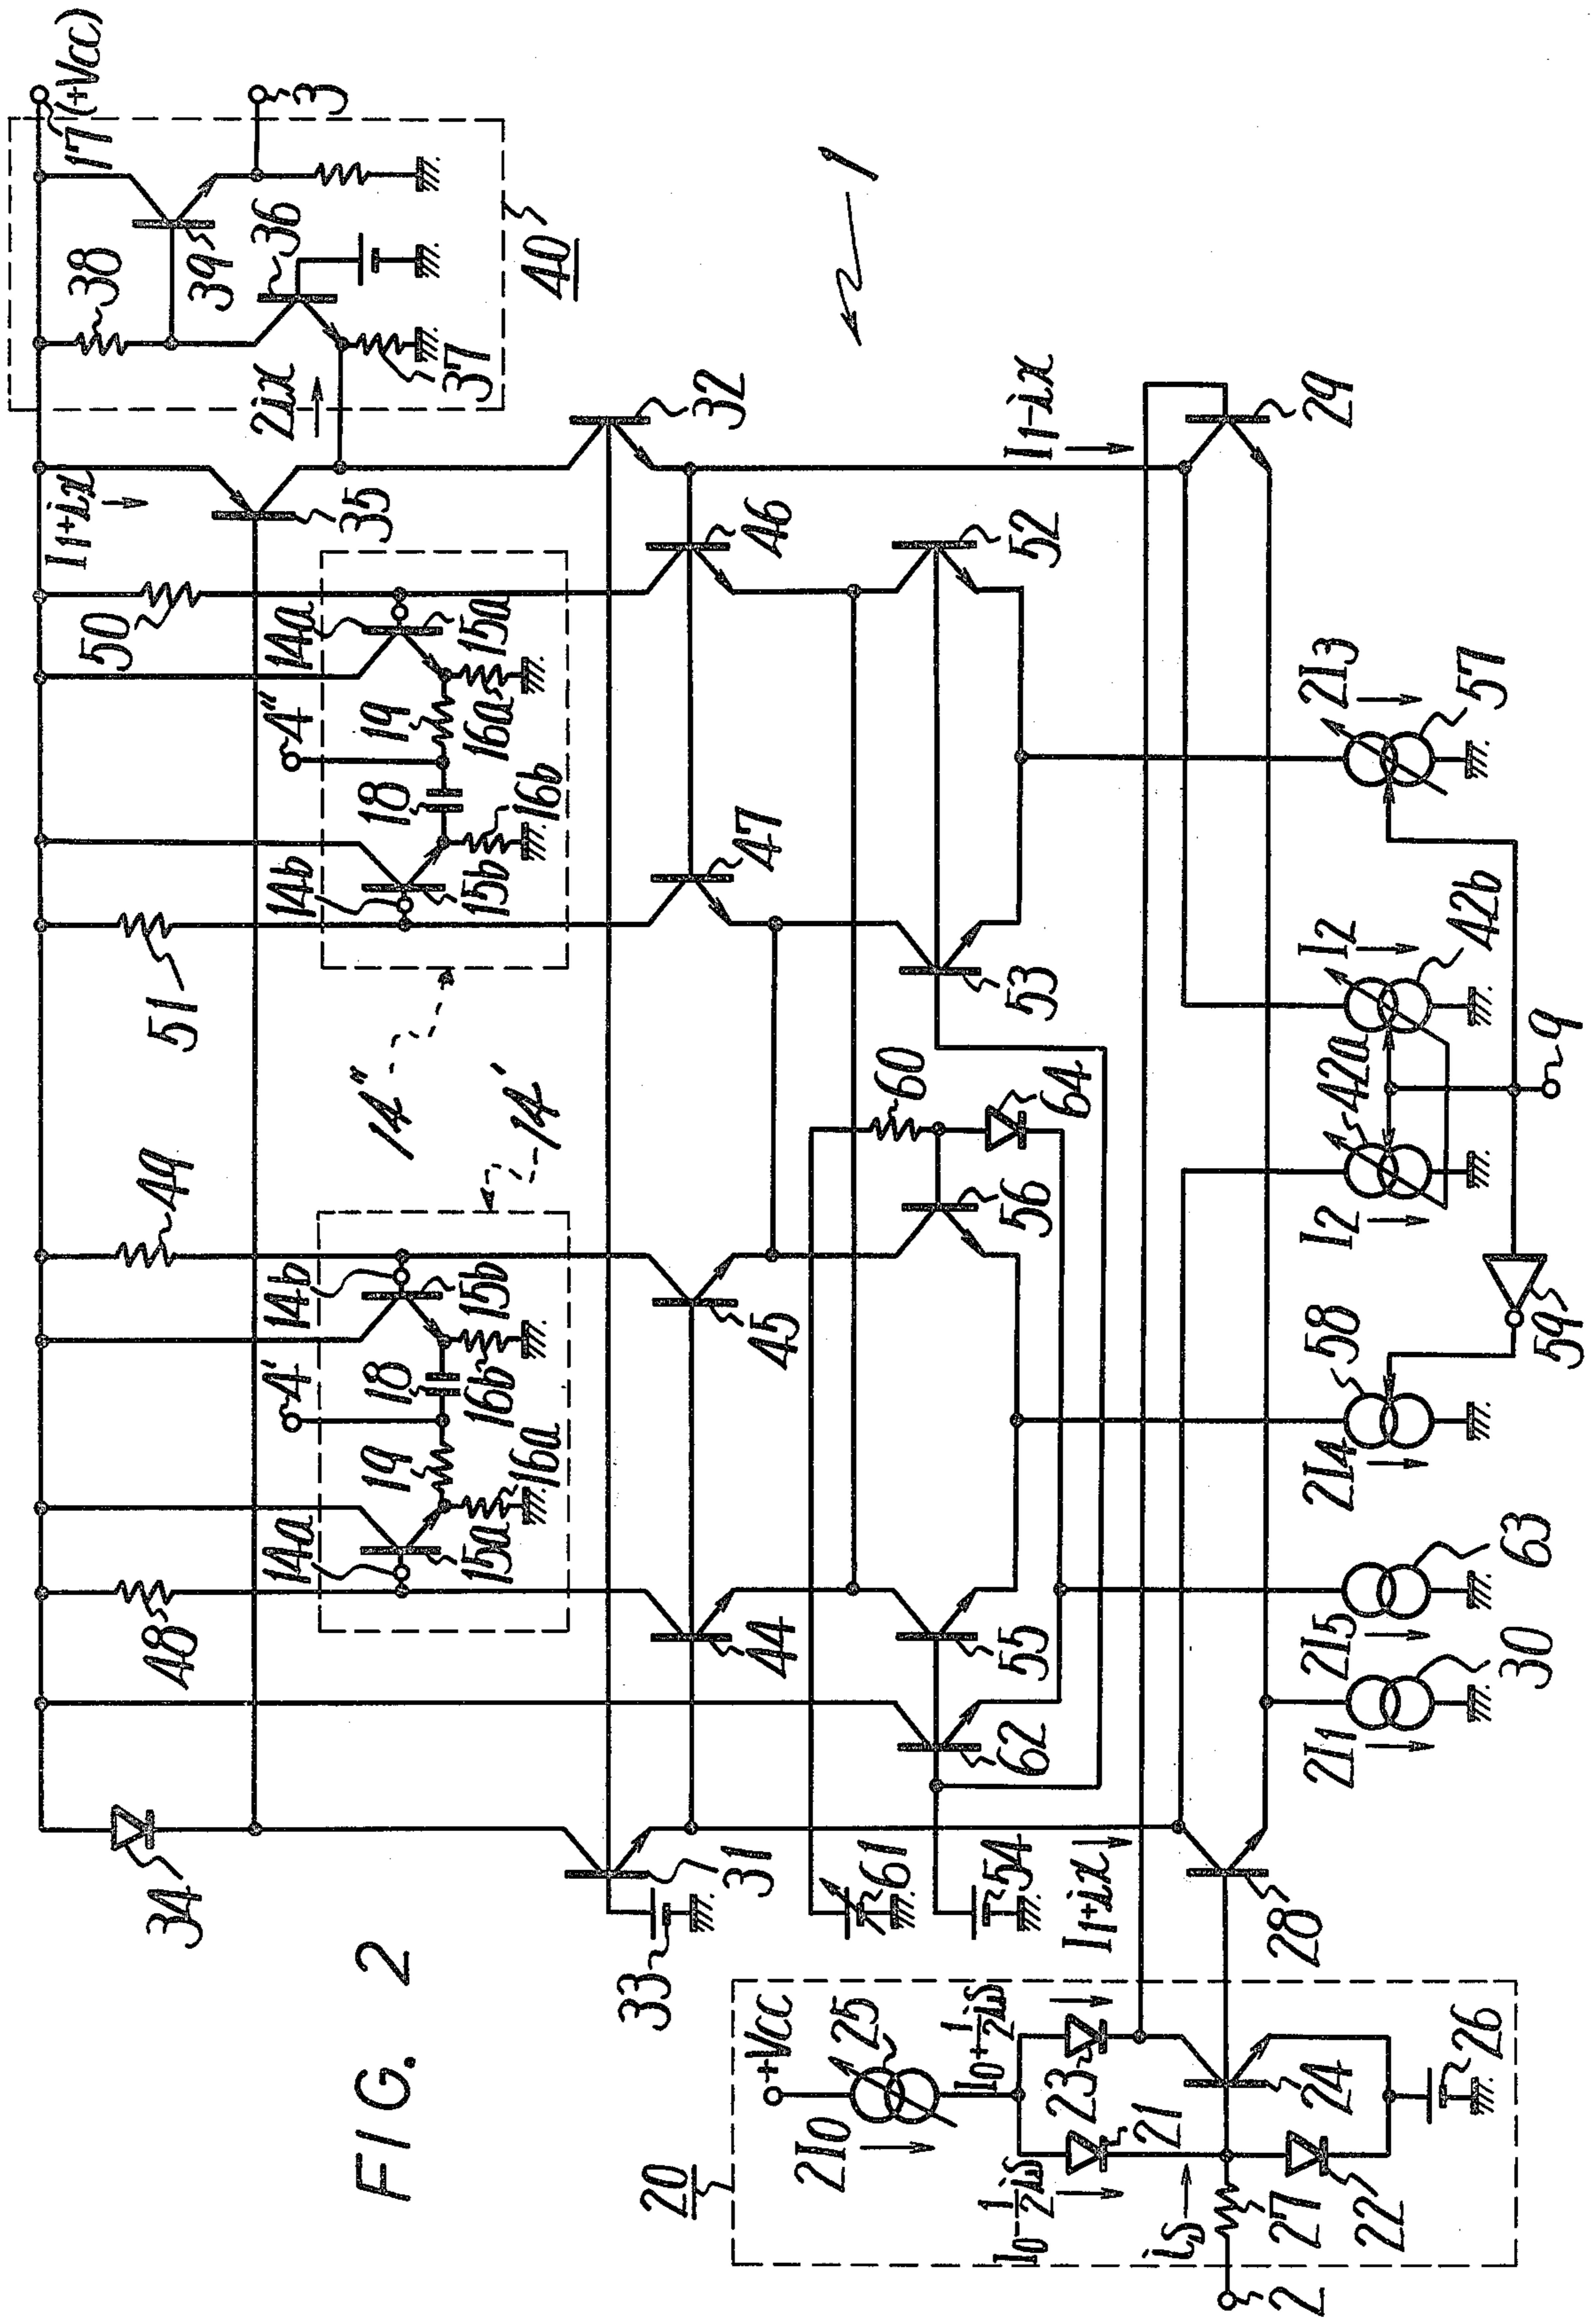 FIG. 2
17 (+Vcc)
3
38
39
36
40
37
2ix
I1+ix
35
32
1
50
14a
15a
4"
19
16a
18
16b
14b
15b
51
14"
14'
49
14b
15b
4'
18
16b
19
16a
14a
15a
48
34
46
47
45
44
52
53
60
64
56
55
62
31
33
61
54
I1-ix
29
I1+ix
28
2I3
57
I2
42b
42a
I2
9
59
58
2I4
63
2I5
30
2I1
20
+Vcc
25
2I0
I0+1/2is
23
21
I0-1/2is
24
26
is
27
22
2